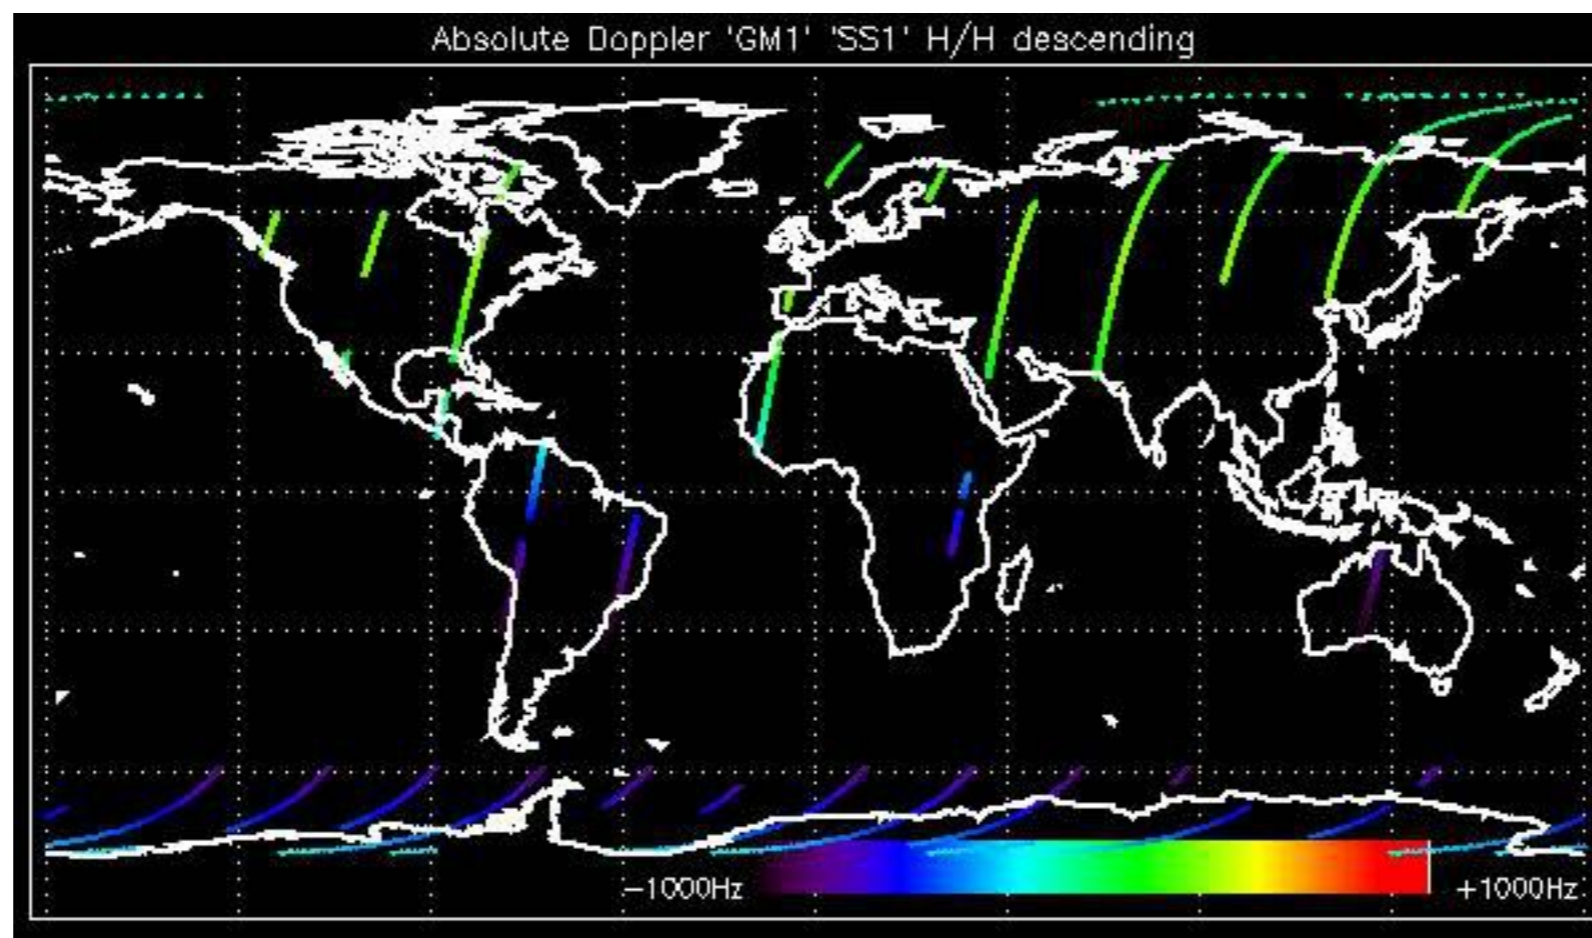 Absolute Doppler 'GM1' 'SS1' H/H descending
-1000Hz
+1000Hz